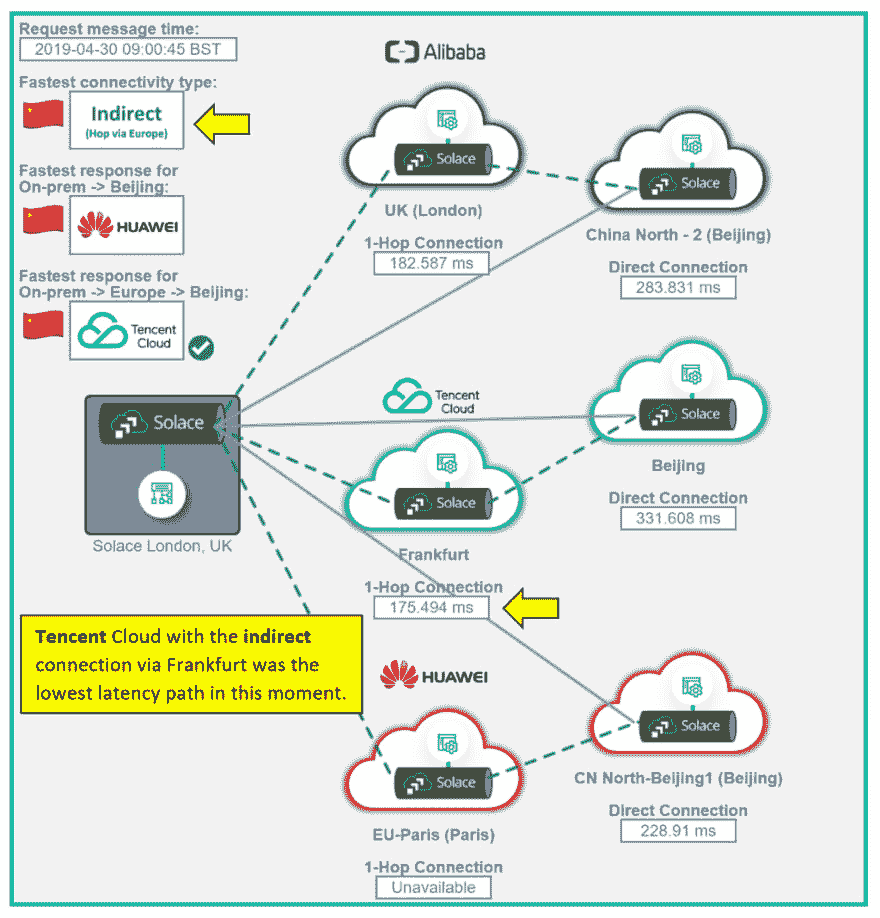 Request message time:
2019-04-30 09:00:45 BST
Fastest connectivity type:
Indirect
(Hop via Europe)
Fastest response for
On-prem -> Beijing:
HUAWEI
Fastest response for
On-prem -> Europe -> Beijing:
Tencent
Cloud
Solace
Solace London, UK
Tencent Cloud with the indirect
connection via Frankfurt was the
lowest latency path in this moment.
Alibaba
Solace
UK (London)
1-Hop Connection
182.587 ms
Solace
China North - 2 (Beijing)
Direct Connection
283.831 ms
Tencent
Cloud
Solace
Frankfurt
1-Hop Connection
175.494 ms
Solace
Beijing
Direct Connection
331.608 ms
HUAWEI
Solace
EU-Paris (Paris)
1-Hop Connection
Unavailable
Solace
CN North-Beijing1 (Beijing)
Direct Connection
228.91 ms